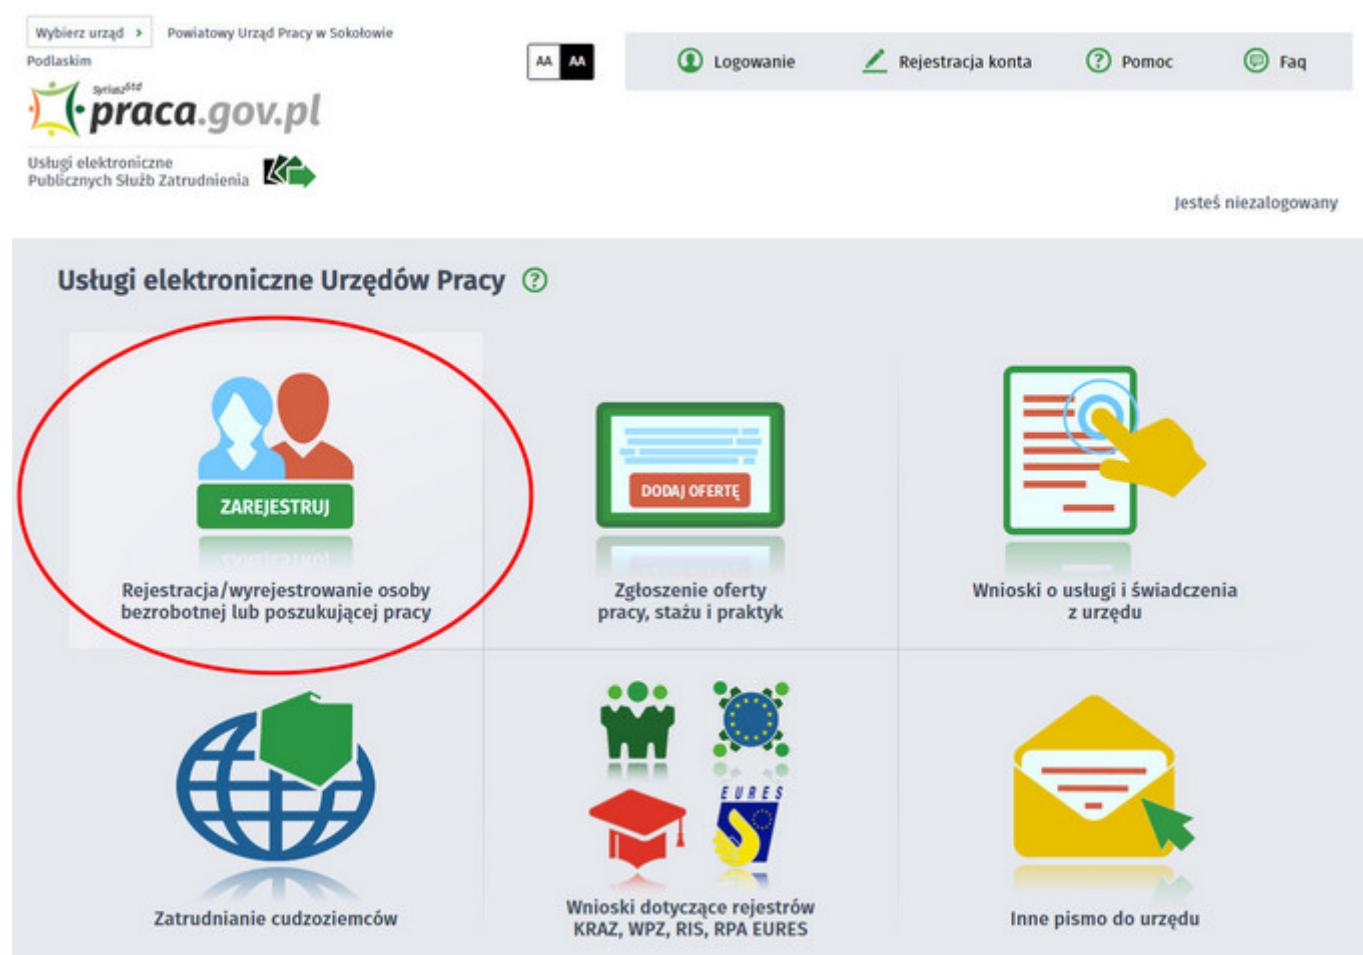 Wybierz urząd > Powiatowy Urząd Pracy w Sokołowie
Podlaskim
AA AA
Logowanie
Rejestracja konta
Pomoc
Faq
SyriuszStd
praca.gov.pl
Usługi elektroniczne
Publicznych Służb Zatrudnienia
Jesteś niezalogowany
Usługi elektroniczne Urzędów Pracy ?
ZAREJESTRUJ
Rejestracja/wyrejestrowanie osoby
bezrobotnej lub poszukującej pracy
DODAJ OFERTĘ
Zgłoszenie oferty
pracy, stażu i praktyk
Wnioski o usługi i świadczenia
z urzędu
Zatrudnianie cudzoziemców
EURES
Wnioski dotyczące rejestrów
KRAZ, WPZ, RIS, RPA EURES
Inne pismo do urzędu